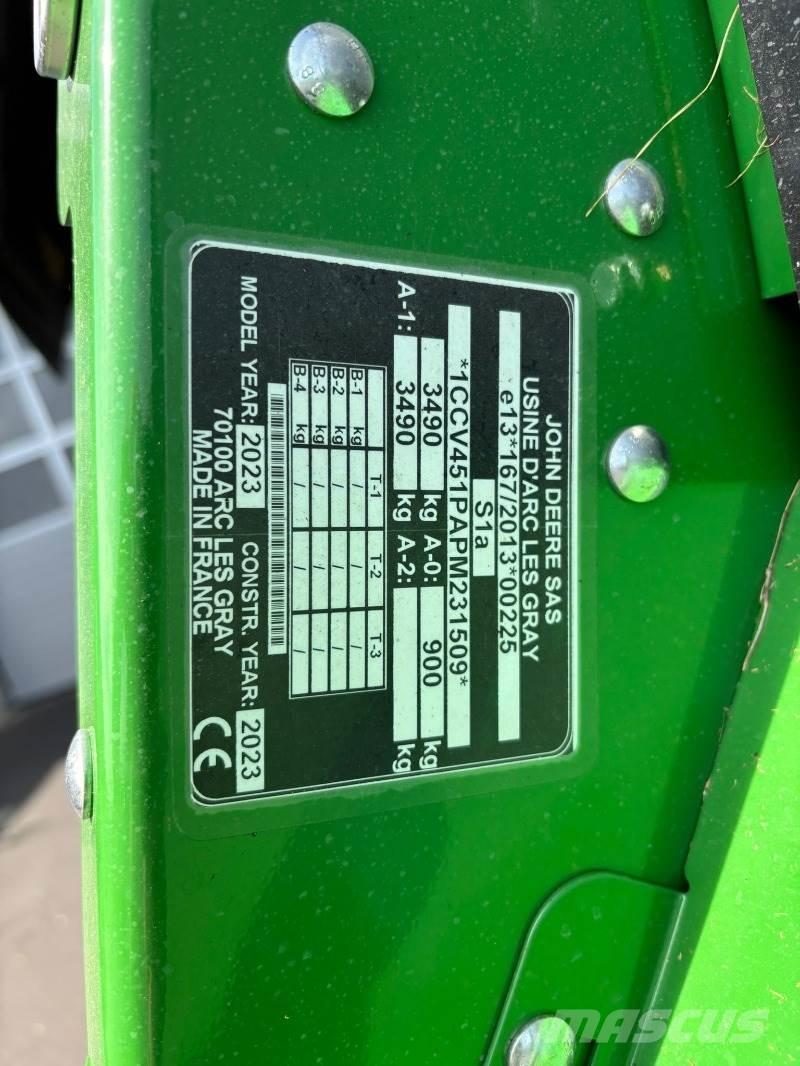 JOHN DEERE SAS
USINE D'ARC LES GRAY
e13*167/2013*00225
S1a
*1CCV451PAPM231509*
3490 kg A-0: 900 kg
A-1: 3490 kg A-2: kg
T-1 T-2 T-3
B-1 kg / / /
B-2 kg / / /
B-3 kg / / /
B-4 kg / / /
MODEL YEAR: 2023 CONSTR. YEAR: 2023
70100 ARC LES GRAY
MADE IN FRANCE
CE
8.8
MASCUS